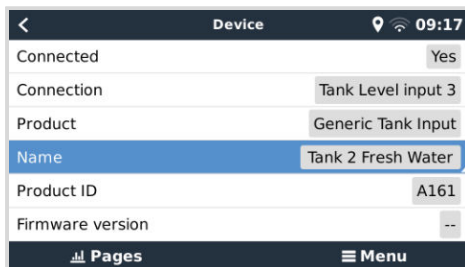 Device 09:17
Connected Yes
Connection Tank Level input 3
Product Generic Tank Input
Name Tank 2 Fresh Water
Product ID A161
Firmware version --
Pages Menu